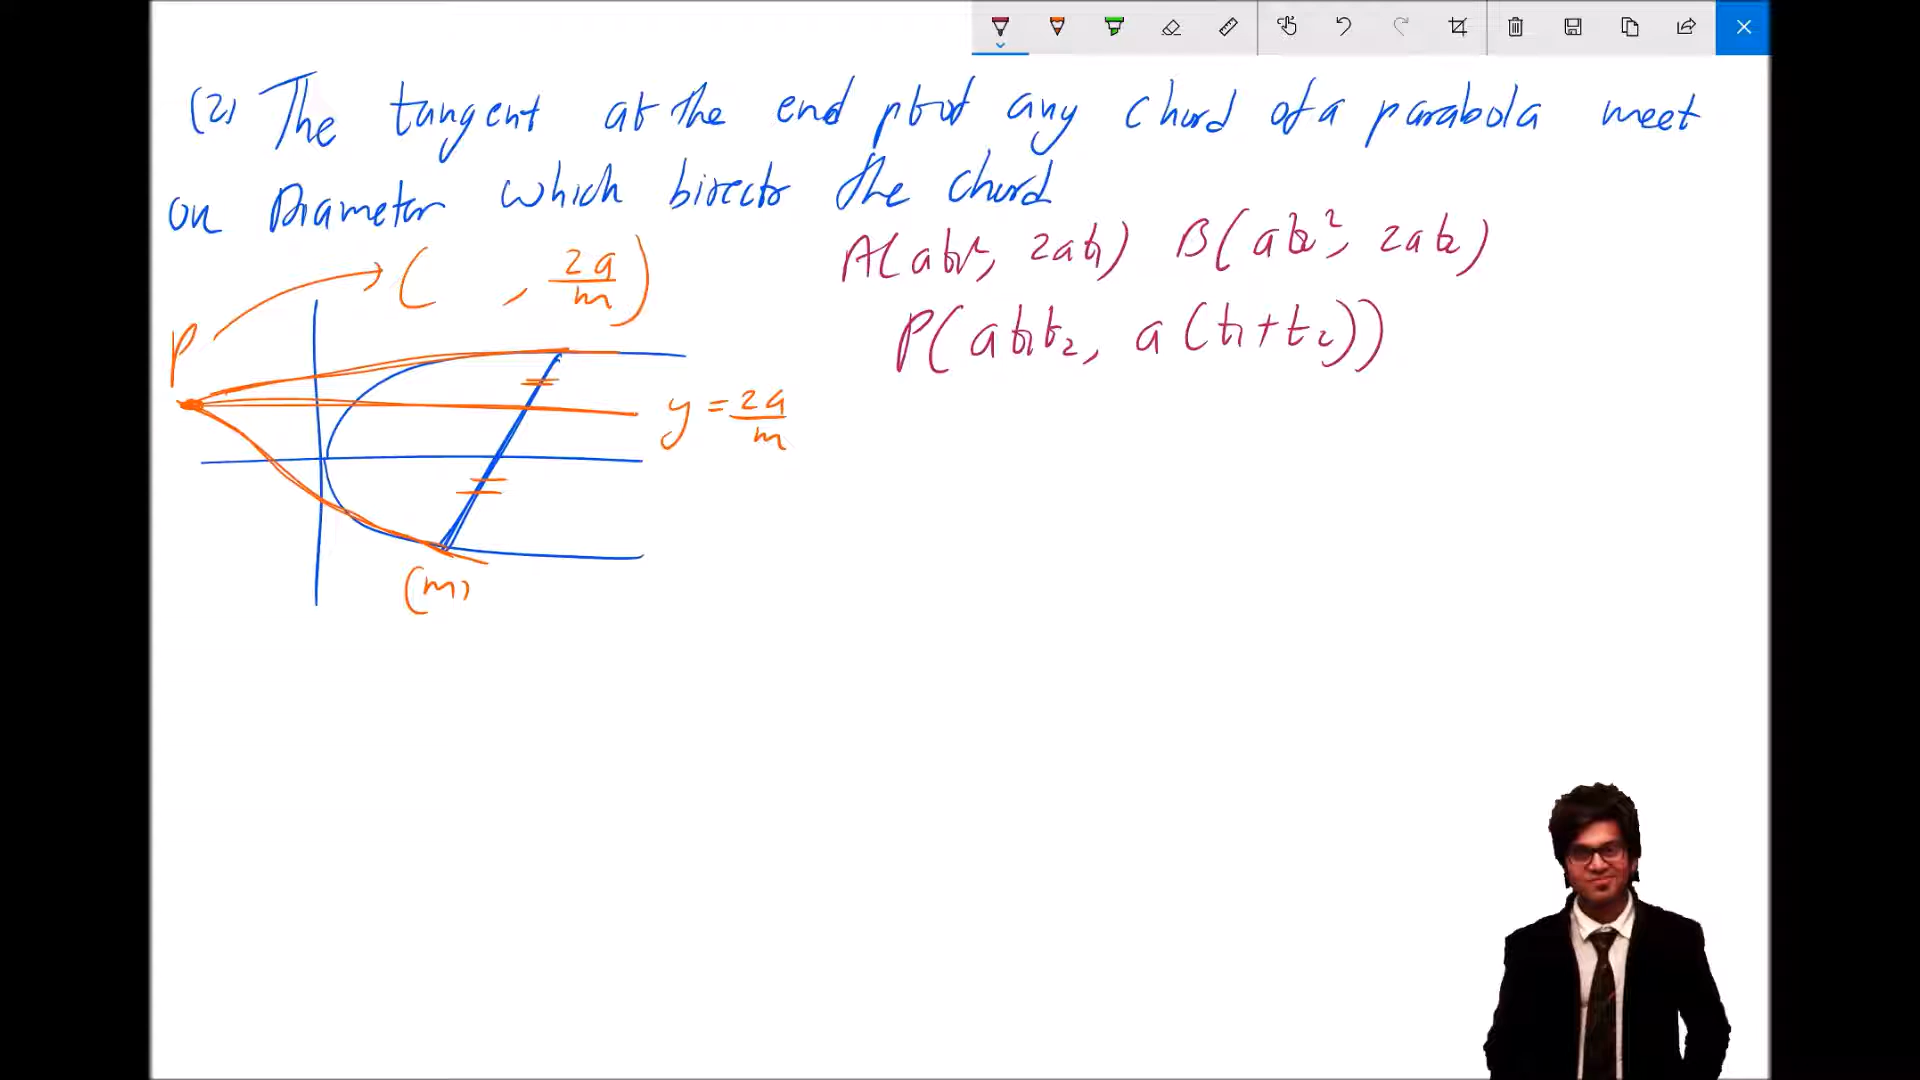 (2) The tangent at the end pt of any chord of a parabola meet
on Diameter which bisects the chord
A(at₁², 2at₁) B(at₂², 2at₂)
( , 2a/m)
P
P(at₁t₂, a(t₁+t₂))
y = 2a/m
(m)